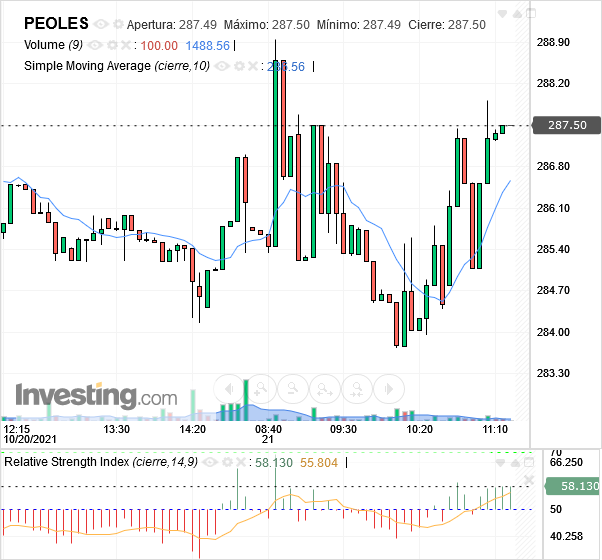 PEOLES Apertura: 287.49 Máximo: 287.50 Mínimo: 287.49 Cierre: 287.50
Volume (9) : 100.00 1488.56
Simple Moving Average (cierre,10) : 286.56
288.90
288.20
287.50
286.80
286.10
285.40
284.70
284.00
283.30
Investing.com
12:15 13:30 14:20 08:40 09:30 10:20 11:10
10/20/2021 21
Relative Strength Index (cierre,14,9) : 58.130 55.804
70
66.250
58.130
50
40.258